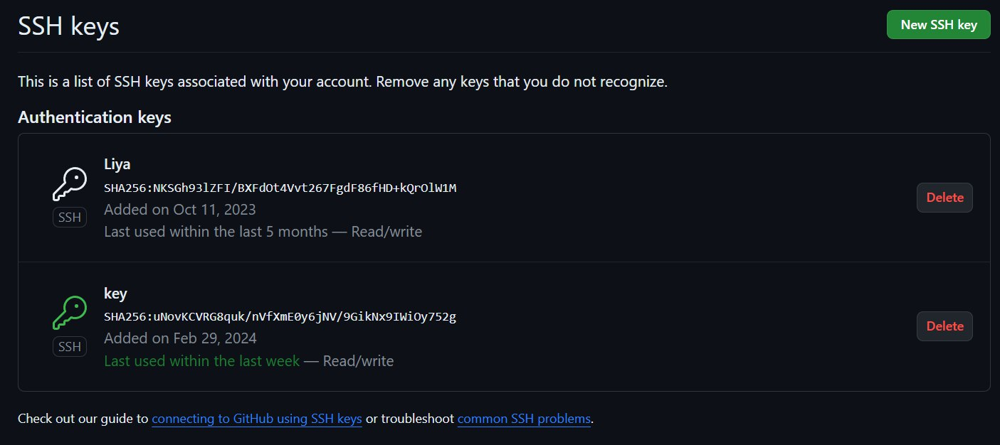 SSH keys
New SSH key
This is a list of SSH keys associated with your account. Remove any keys that you do not recognize.
Authentication keys
Liya
SHA256:NKSGh93lZFI/BXFdOt4Vvt267FgdF86fHD+kQrOlW1M
SSH
Added on Oct 11, 2023
Last used within the last 5 months — Read/write
Delete
key
SHA256:uNovKCVRG8quk/nVfXmE0y6jNV/9GikNx9IWiOy752g
SSH
Added on Feb 29, 2024
Last used within the last week — Read/write
Delete
Check out our guide to connecting to GitHub using SSH keys or troubleshoot common SSH problems.